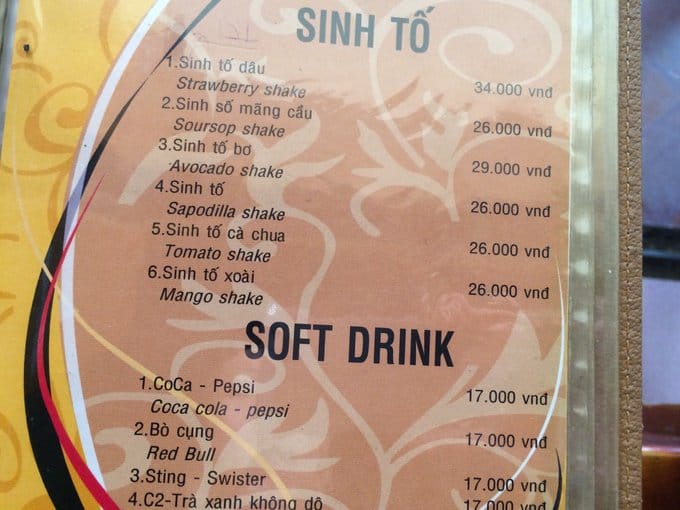 SINH TỐ
1.Sinh tố dâu
Strawberry shake 34.000 vnđ
2.Sinh số mãng cầu
Soursop shake 26.000 vnđ
3.Sinh tố bơ
Avocado shake 29.000 vnđ
4.Sinh tố
Sapodilla shake 26.000 vnđ
5.Sinh tố cà chua
Tomato shake 26.000 vnđ
6.Sinh tố xoài
Mango shake 26.000 vnđ
SOFT DRINK
1.CoCa - Pepsi 17.000 vnđ
Coca cola - pepsi
2.Bò cụng 17.000 vnđ
Red Bull
3.Sting - Swister 17.000 vnđ
4.C2-Trà xanh không độ 17.000 vnđ